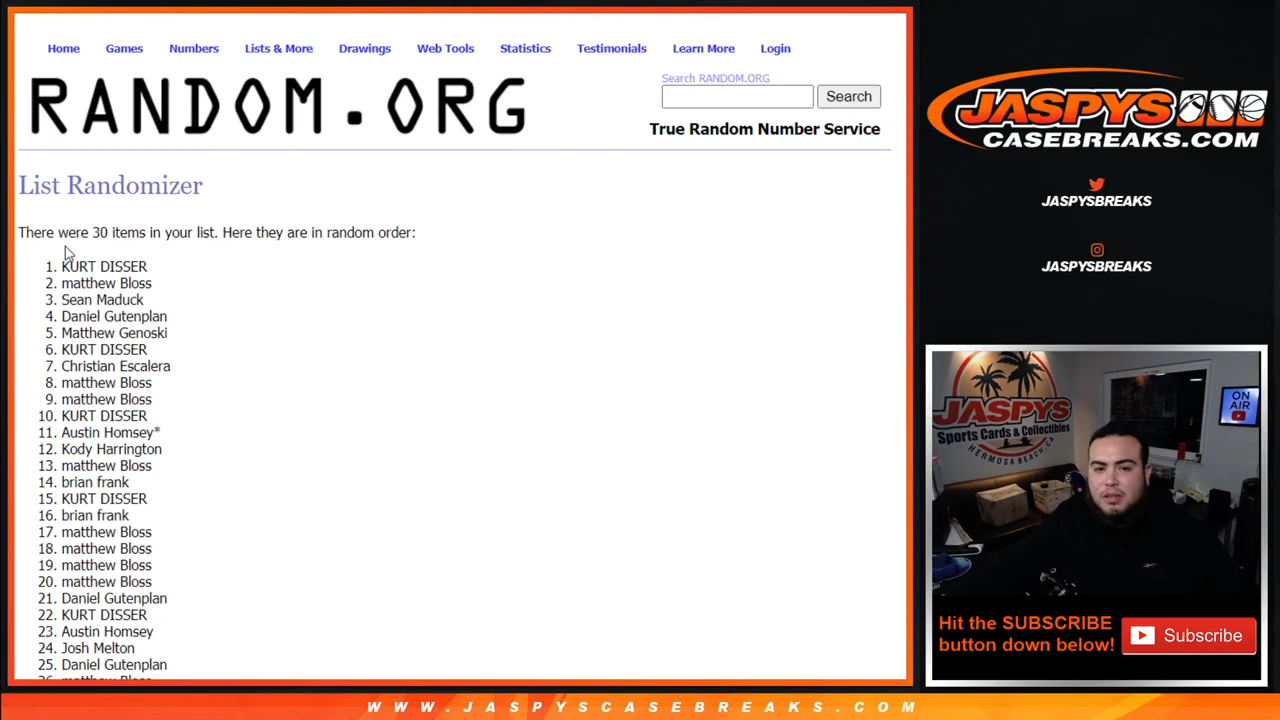 Home Games Numbers Lists & More Drawings Web Tools Statistics Testimonials Learn More Login
RANDOM.ORG
Search RANDOM.ORG
Search
True Random Number Service
List Randomizer
There were 30 items in your list. Here they are in random order:
1. KURT DISSER
2. matthew Bloss
3. Sean Maduck
4. Daniel Gutenplan
5. Matthew Genoski
6. KURT DISSER
7. Christian Escalera
8. matthew Bloss
9. matthew Bloss
10. KURT DISSER
11. Austin Homsey*
12. Kody Harrington
13. matthew Bloss
14. brian frank
15. KURT DISSER
16. brian frank
17. matthew Bloss
18. matthew Bloss
19. matthew Bloss
20. matthew Bloss
21. Daniel Gutenplan
22. KURT DISSER
23. Austin Homsey
24. Josh Melton
25. Daniel Gutenplan
26. matthew Bloss
JASPYS
CASEBREAKS.COM
JASPYSBREAKS
JASPYSBREAKS
JASPYS
Sports Cards & Collectibles
HERMOSA BEACH, CA
ON
AIR
Hit the SUBSCRIBE
button down below!
Subscribe
WWW.JASPYSCASEBREAKS.COM